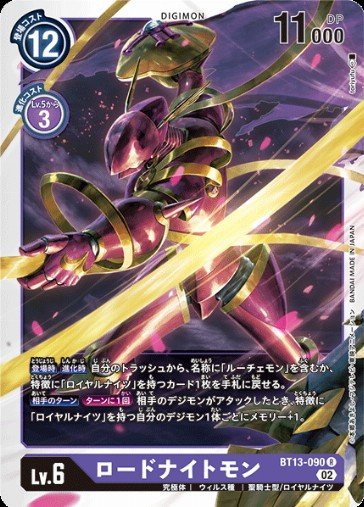 登場コスト
DIGIMON
12
11000
DP
進化コスト
Lv.5から
3
BANDAI MADE IN JAPAN
登場時 進化時 自分のトラッシュから、名称に「ルーチェモン」を含むか、
特徴に「ロイヤルナイツ」を持つカード1枚を手札に戻せる。
相手のターン ターンに1回 相手のデジモンがアタックしたとき、特徴に
「ロイヤルナイツ」を持つ自分のデジモン1体ごとにメモリー+1。
Lv.6
ロードナイトモン
BT13-090 R
02
究極体 | ウィルス種 | 聖騎士型/ロイヤルナイツ